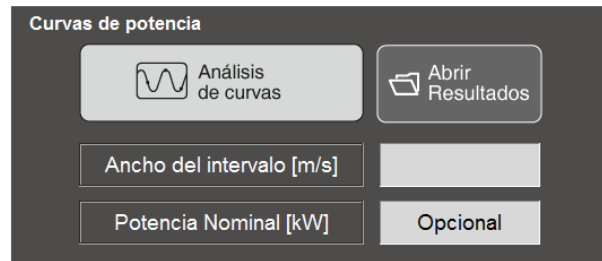 Curvas de potencia
Análisis
de curvas
Abrir
Resultados
Ancho del intervalo [m/s]
Potencia Nominal [kW]
Opcional